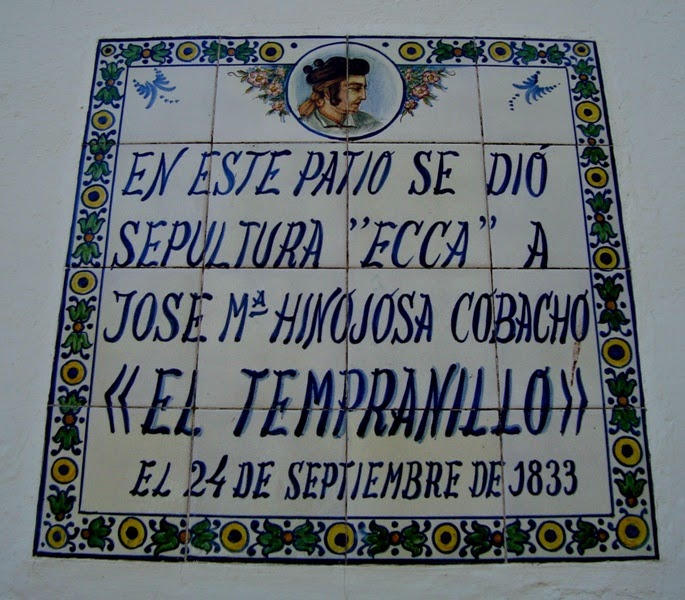 EN ESTE PATIO SE DIÓ
SEPULTURA "ECCA" A
JOSE Mª HINOJOSA COBACHO
«EL TEMPRANILLO»
EL 24 DE SEPTIEMBRE DE 1833